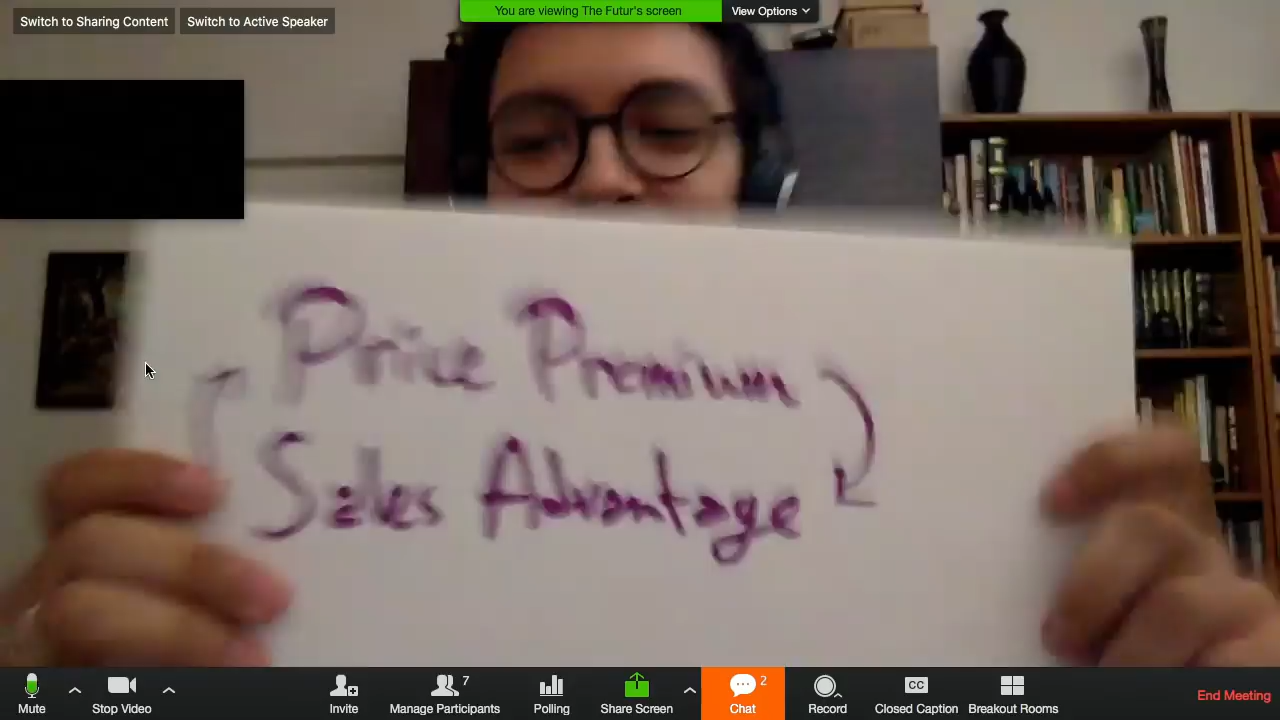 Switch to Sharing Content Switch to Active Speaker
You are viewing The Futur's screen View Options
Price Premium
Sales Advantage
7 2 CC
Mute Stop Video Invite Manage Participants Polling Share Screen Chat Record Closed Caption Breakout Rooms End Meeting